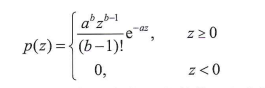 p(z) = { a^b z^{b-1} / (b−1)! e^{−az}, z ≥ 0
0, z < 0